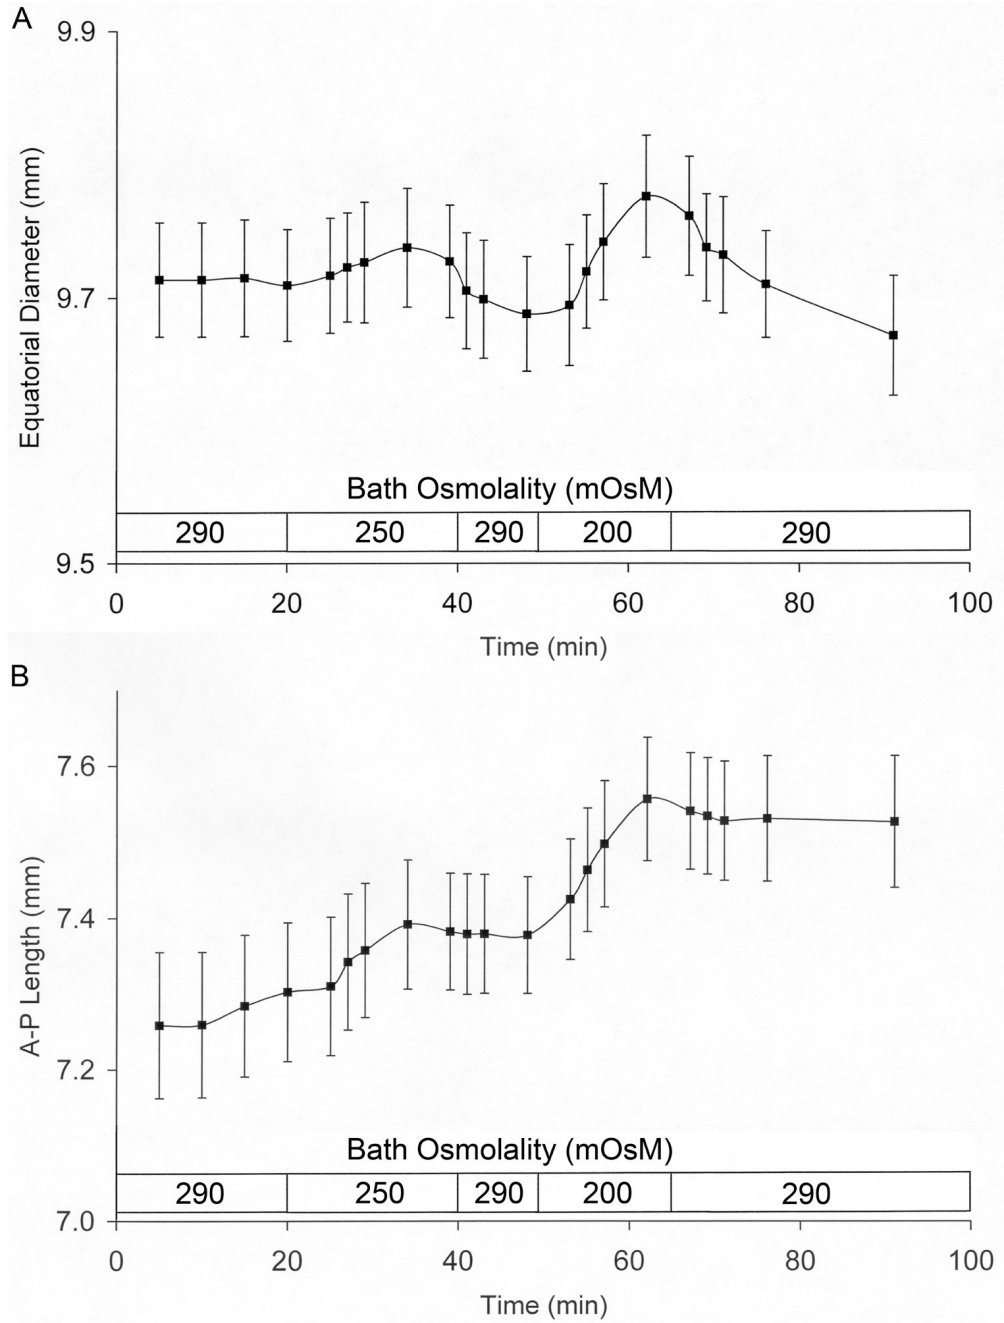 A
9.9
9.7
9.5
Equatorial Diameter (mm)
Bath Osmolality (mOsM)
290 250 290 200 290
0 20 40 60 80 100
Time (min)
B
7.6
7.4
7.2
7.0
A-P Length (mm)
Bath Osmolality (mOsM)
290 250 290 200 290
0 20 40 60 80 100
Time (min)